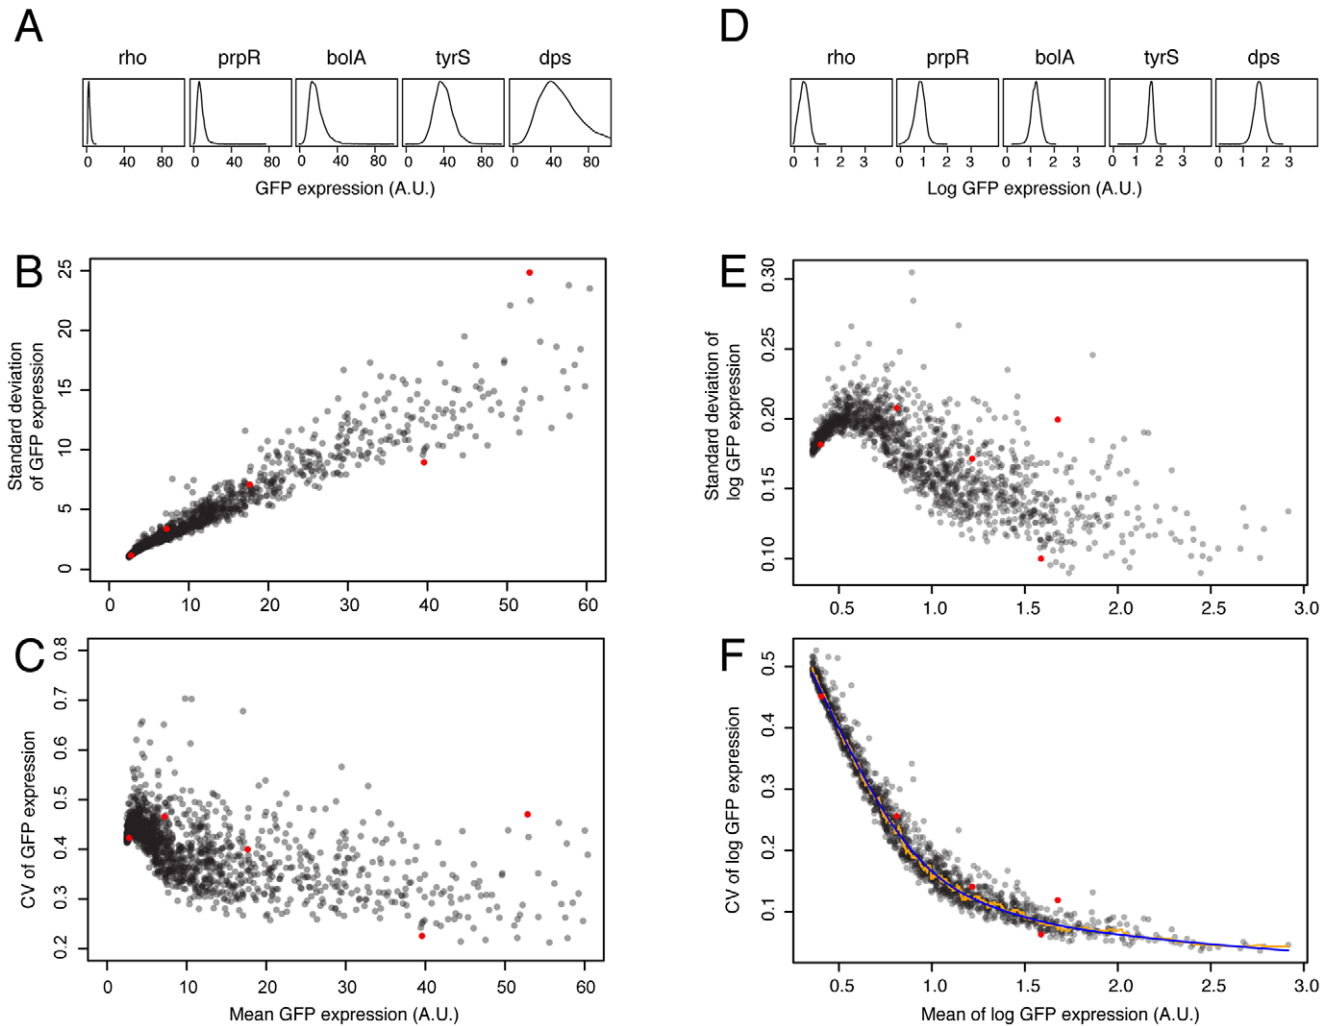 A
rho prpR bolA tyrS dps
0 40 80 0 40 80 0 40 80 0 40 80 0 40 80
GFP expression (A.U.)
D
rho prpR bolA tyrS dps
0 1 2 3 0 1 2 3 0 1 2 3 0 1 2 3 0 1 2 3
Log GFP expression (A.U.)
B
Standard deviation
of GFP expression
25
20
15
10
5
0
0 10 20 30 40 50 60
E
Standard deviation of
log GFP expression
0.30
0.25
0.20
0.15
0.10
0.5 1.0 1.5 2.0 2.5 3.0
C
CV of GFP expression
0.8
0.7
0.6
0.5
0.4
0.3
0.2
0 10 20 30 40 50 60
Mean GFP expression (A.U.)
F
CV of log GFP expression
0.5
0.4
0.3
0.2
0.1
0.5 1.0 1.5 2.0 2.5 3.0
Mean of log GFP expression (A.U.)